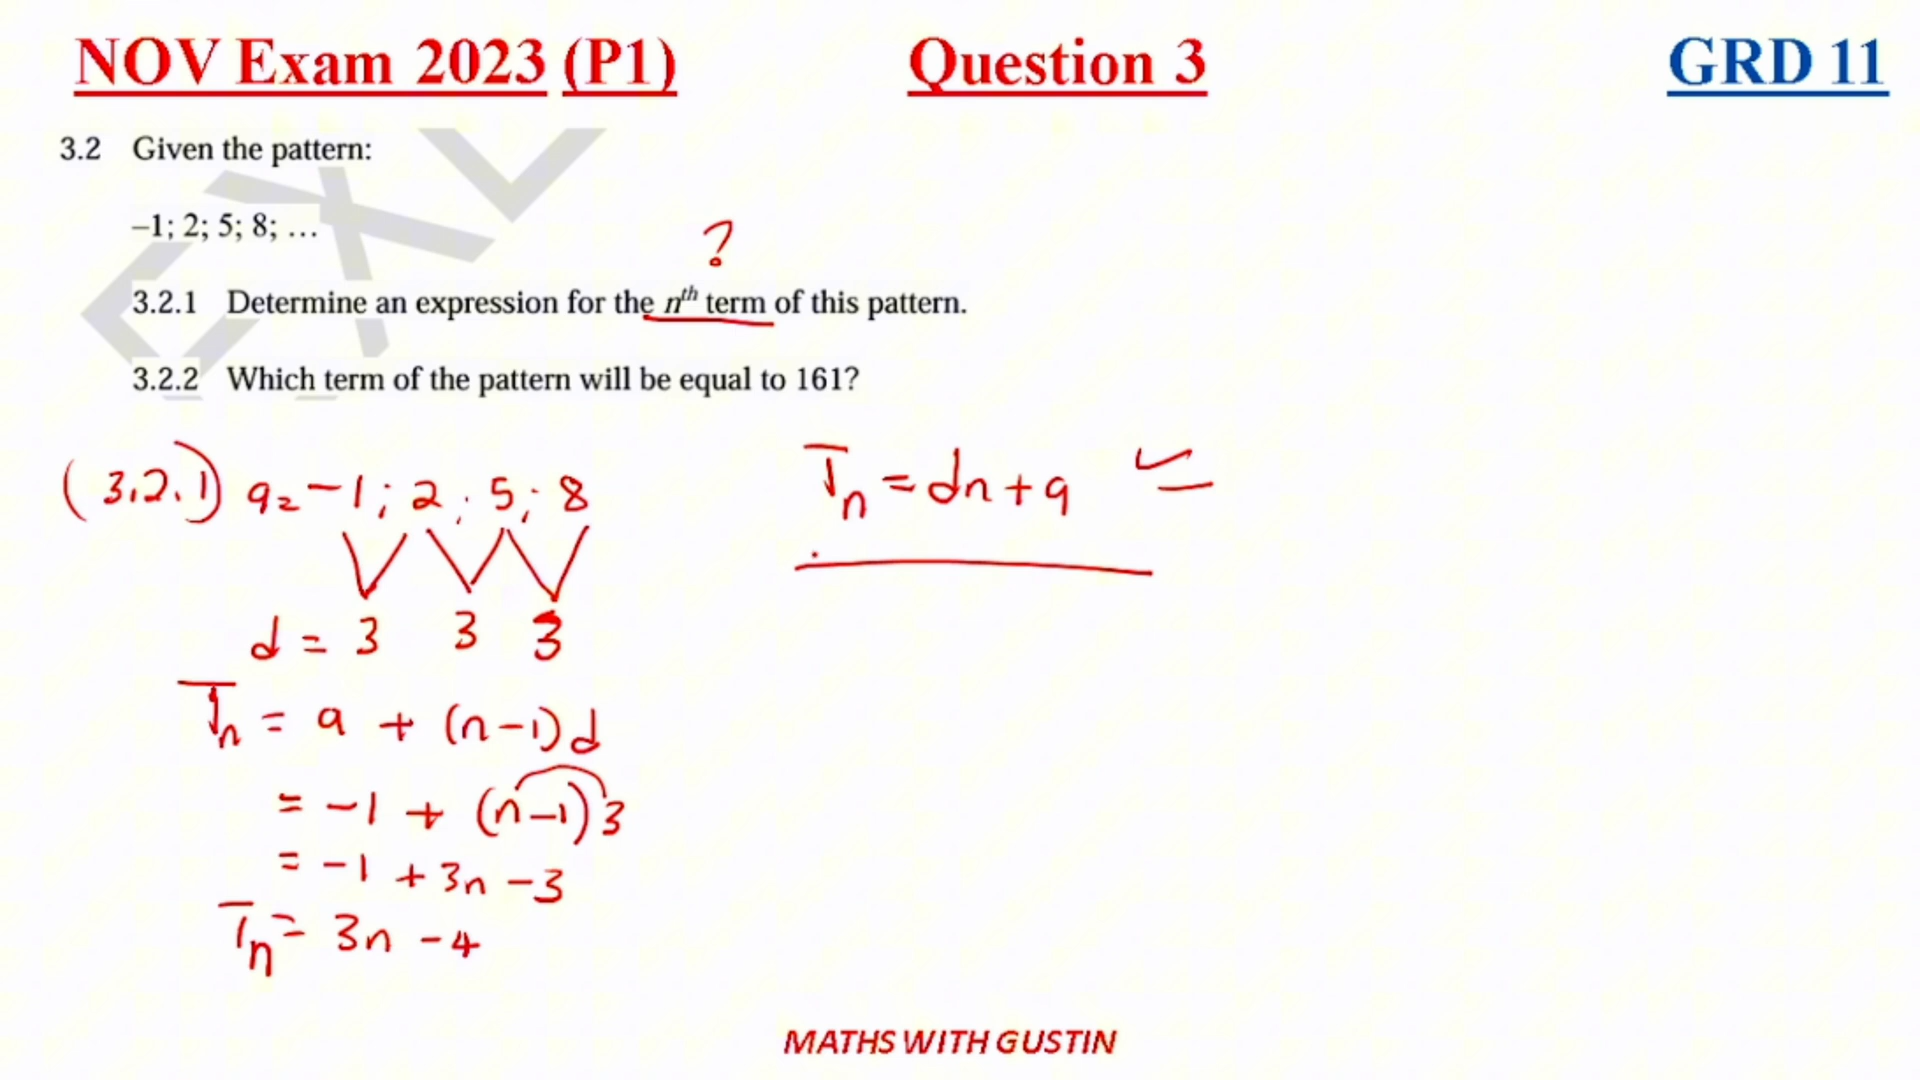 NOV Exam 2023 (P1) Question 3 GRD 11
3.2 Given the pattern:
–1; 2; 5; 8; …
?
3.2.1 Determine an expression for the nth term of this pattern.
3.2.2 Which term of the pattern will be equal to 161?
(3.2.1) a = -1; 2; 5; 8
d = 3 3 3
Tn = a + (n-1)d
= -1 + (n-1)3
= -1 + 3n - 3
Tn = 3n - 4
Tn = dn + q
MATHS WITH GUSTIN